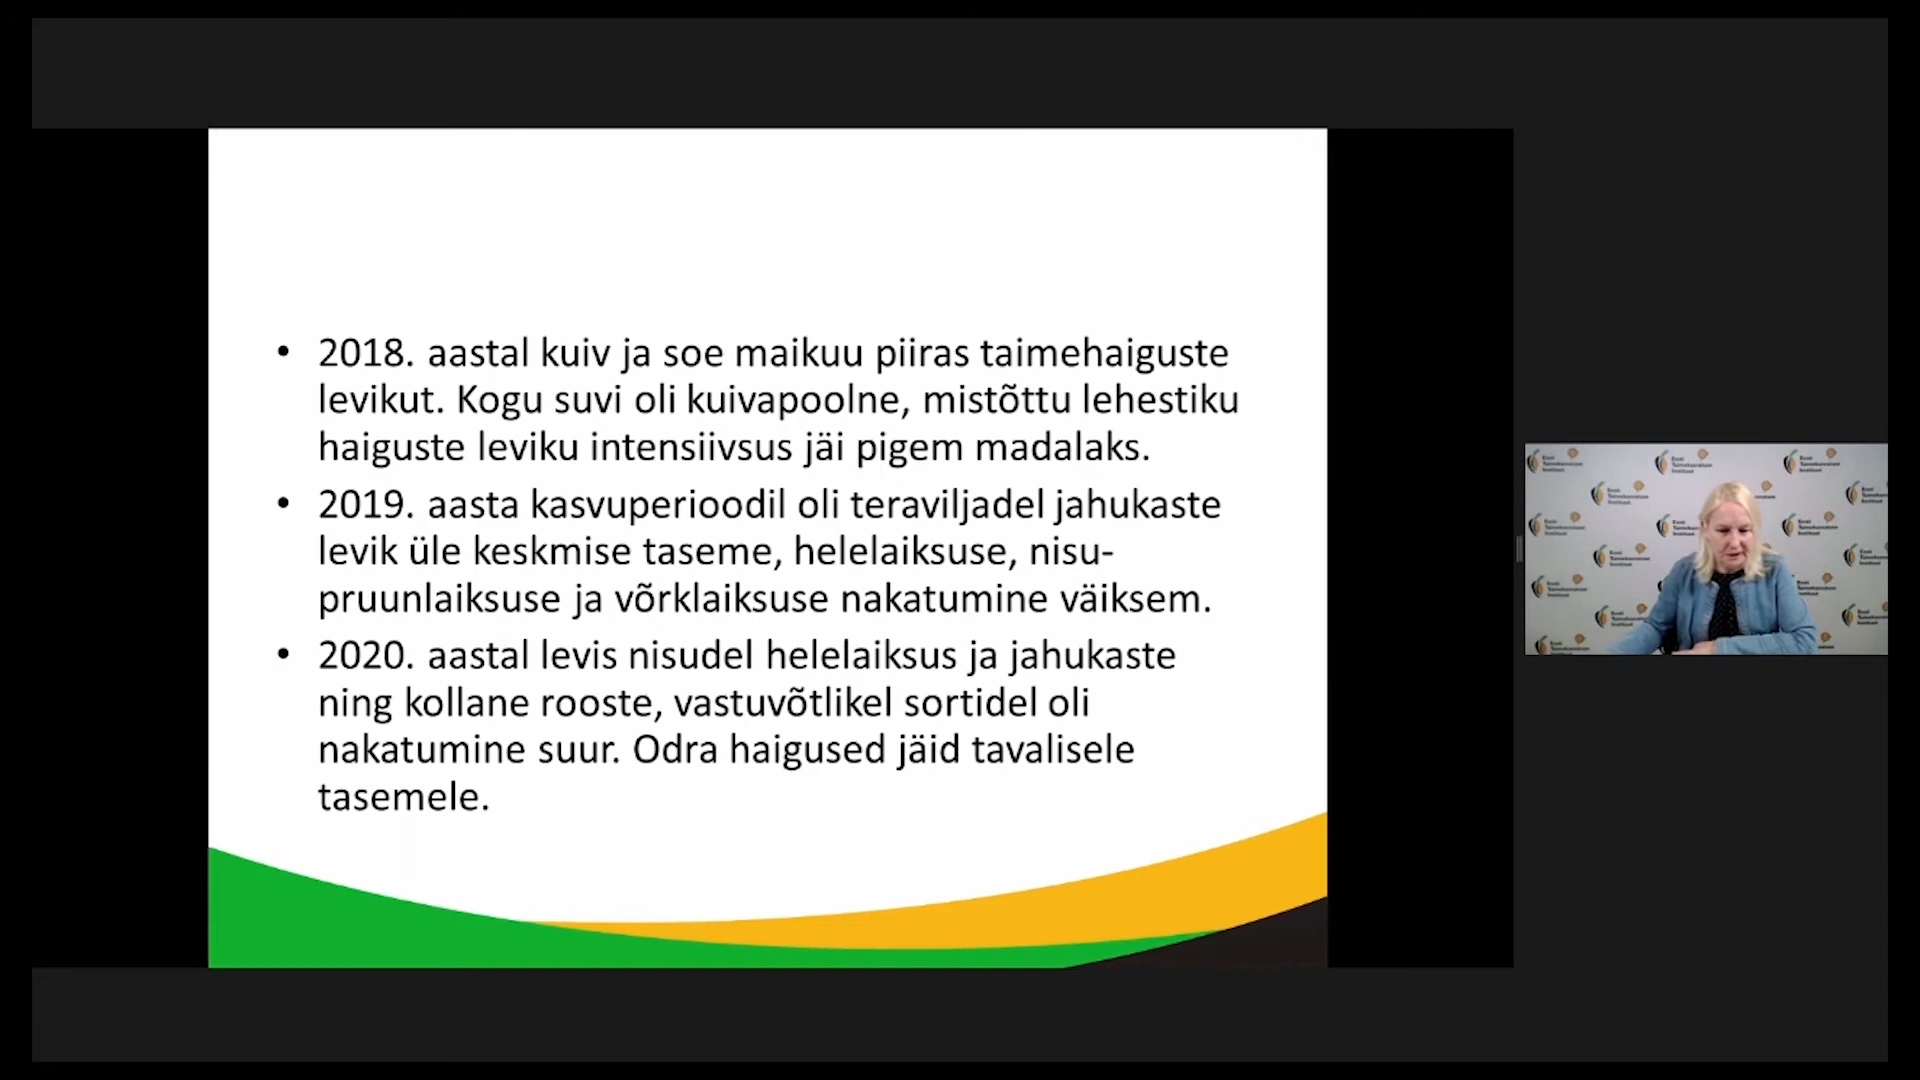 • 2018. aastal kuiv ja soe maikuu piiras taimehaiguste
levikut. Kogu suvi oli kuivapoolne, mistõttu lehestiku
haiguste leviku intensiivsus jäi pigem madalaks.
• 2019. aasta kasvuperioodil oli teraviljadel jahukaste
levik üle keskmise taseme, helelaiksuse, nisu-
pruunlaiksuse ja võrklaiksuse nakatumine väiksem.
• 2020. aastal levis nisudel helelaiksus ja jahukaste
ning kollane rooste, vastuvõtlikel sortidel oli
nakatumine suur. Odra haigused jäid tavalisele
tasemele.
Eesti
Taimekasvatuse
Instituut